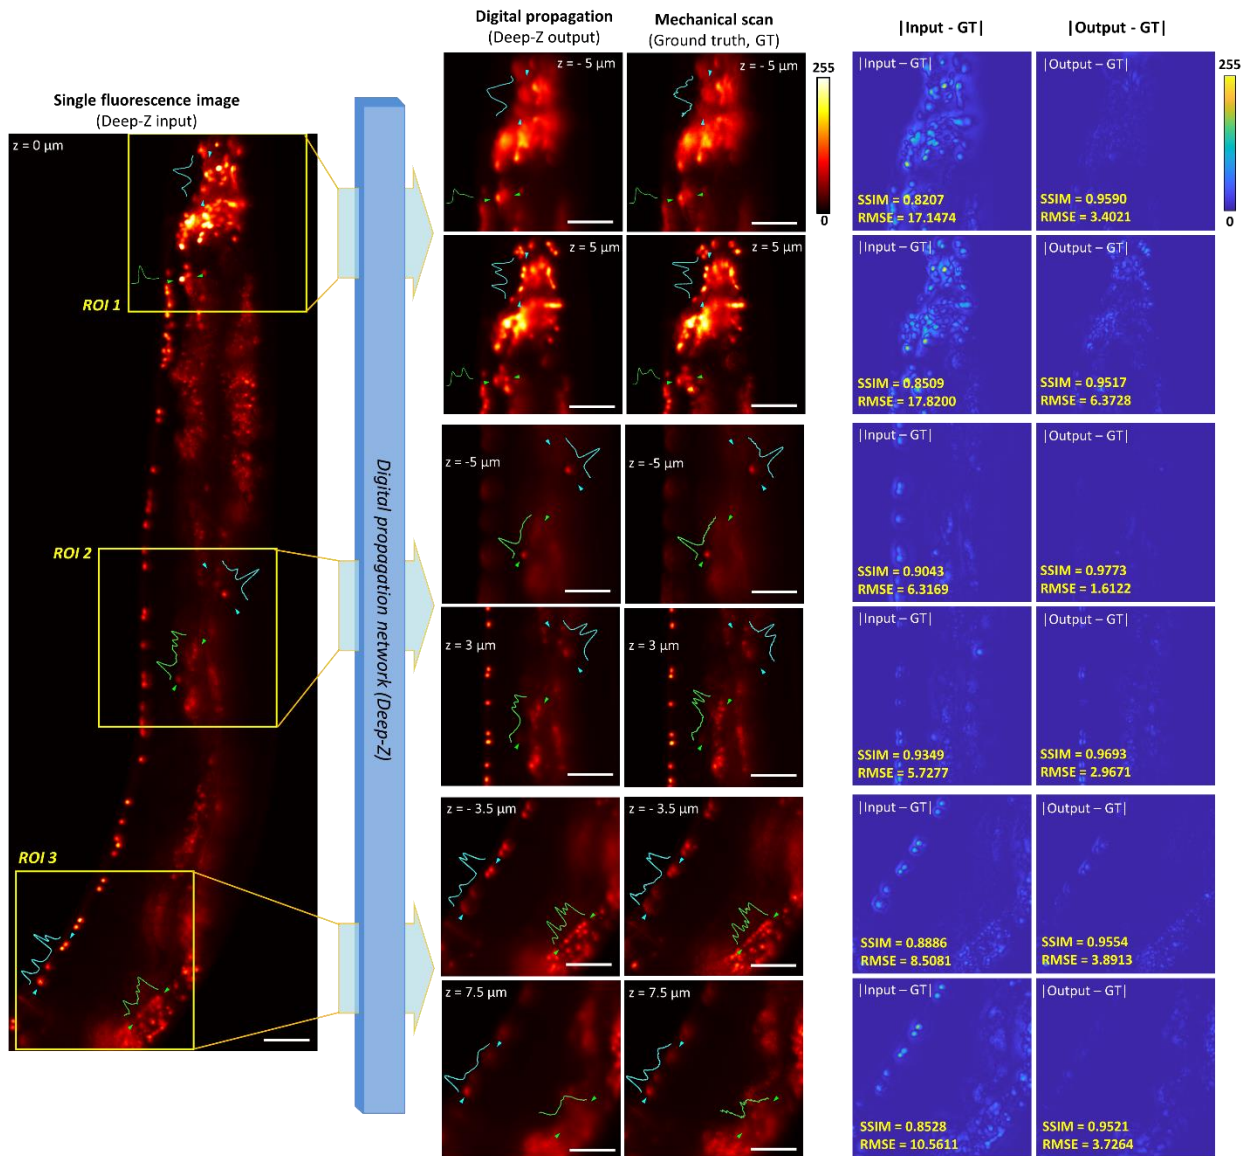 Digital propagation
(Deep-Z output)
Mechanical scan
(Ground truth, GT)
|Input - GT|
|Output - GT|
Single fluorescence image
(Deep-Z input)
z = 0 µm
ROI 1
ROI 2
ROI 3
Digital propagation network (Deep-Z)
z = - 5 µm
z = - 5 µm
255
0
|Input – GT|
SSIM = 0.8207
RMSE = 17.1474
|Output – GT|
SSIM = 0.9590
RMSE = 3.4021
255
0
z = 5 µm
z = 5 µm
|Input – GT|
SSIM = 0.8509
RMSE = 17.8200
|Output – GT|
SSIM = 0.9517
RMSE = 6.3728
z = -5 µm
z = -5 µm
|Input – GT|
SSIM = 0.9043
RMSE = 6.3169
|Output – GT|
SSIM = 0.9773
RMSE = 1.6122
z = 3 µm
z = 3 µm
|Input – GT|
SSIM = 0.9349
RMSE = 5.7277
|Output – GT|
SSIM = 0.9693
RMSE = 2.9671
z = - 3.5 µm
z = - 3.5 µm
|Input – GT|
SSIM = 0.8886
RMSE = 8.5081
|Output – GT|
SSIM = 0.9554
RMSE = 3.8913
z = 7.5 µm
z = 7.5 µm
|Input – GT|
SSIM = 0.8528
RMSE = 10.5611
|Output – GT|
SSIM = 0.9521
RMSE = 3.7264